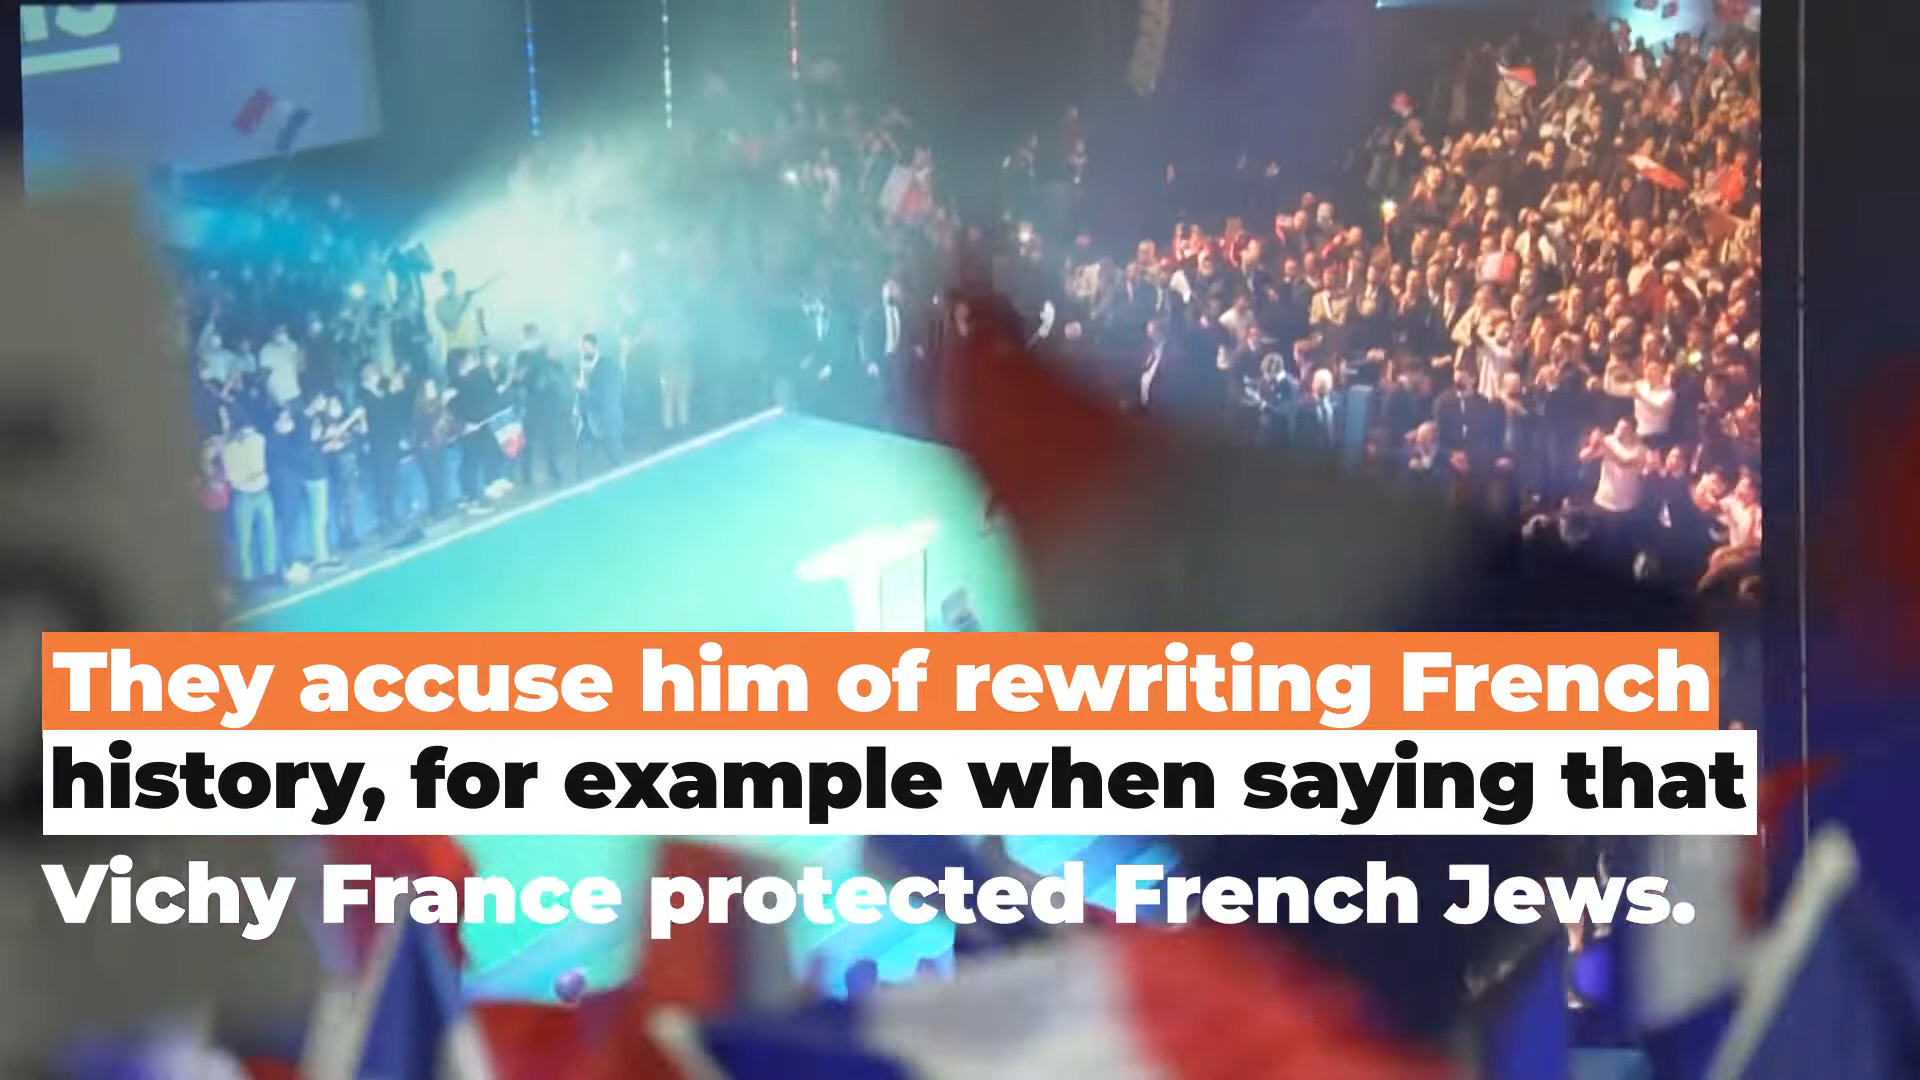 They accuse him of rewriting French
history, for example when saying that
Vichy France protected French Jews.